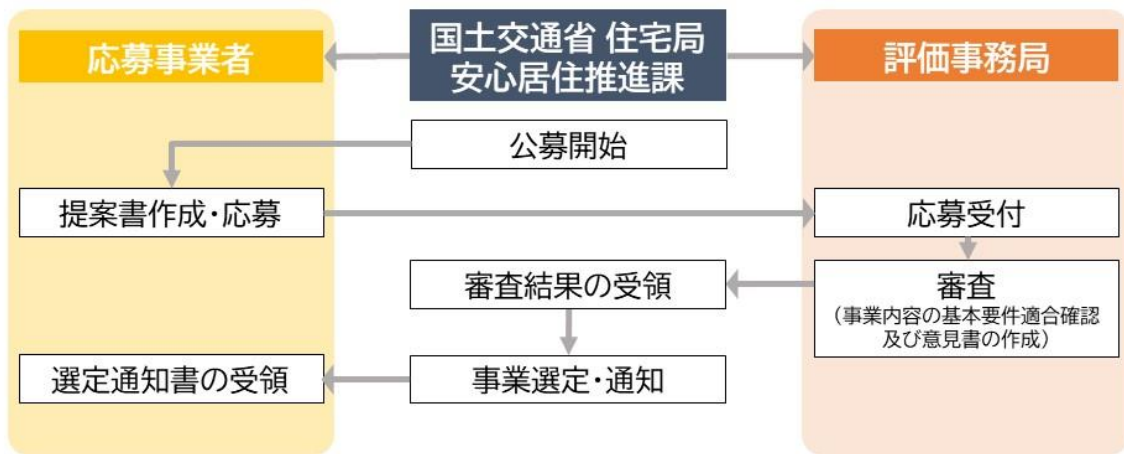 応募事業者
国土交通省 住宅局
安心居住推進課
評価事務局
公募開始
提案書作成・応募
応募受付
審査結果の受領
審査
（事業内容の基本要件適合確認
及び意見書の作成）
選定通知書の受領
事業選定・通知